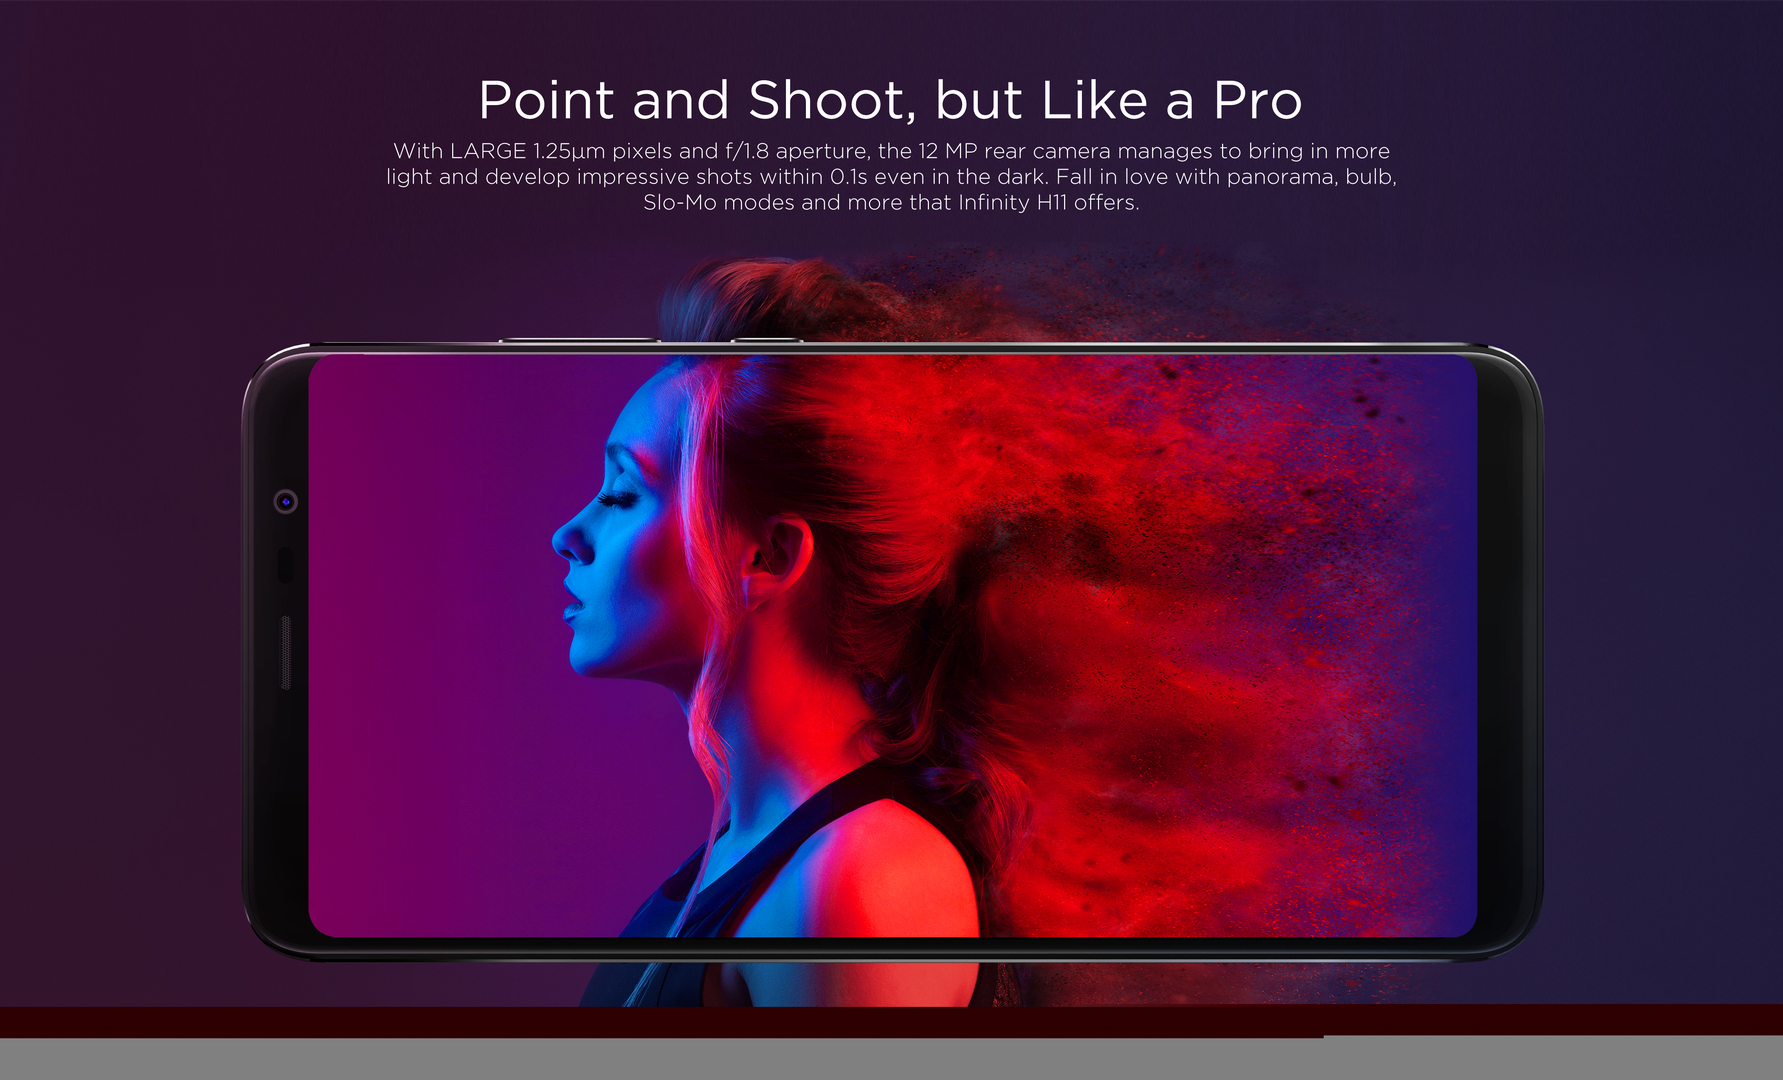 Point and Shoot, but Like a Pro
With LARGE 1.25µm pixels and f/1.8 aperture, the 12 MP rear camera manages to bring in more
light and develop impressive shots within 0.1s even in the dark. Fall in love with panorama, bulb,
Slo-Mo modes and more that Infinity H11 offers.